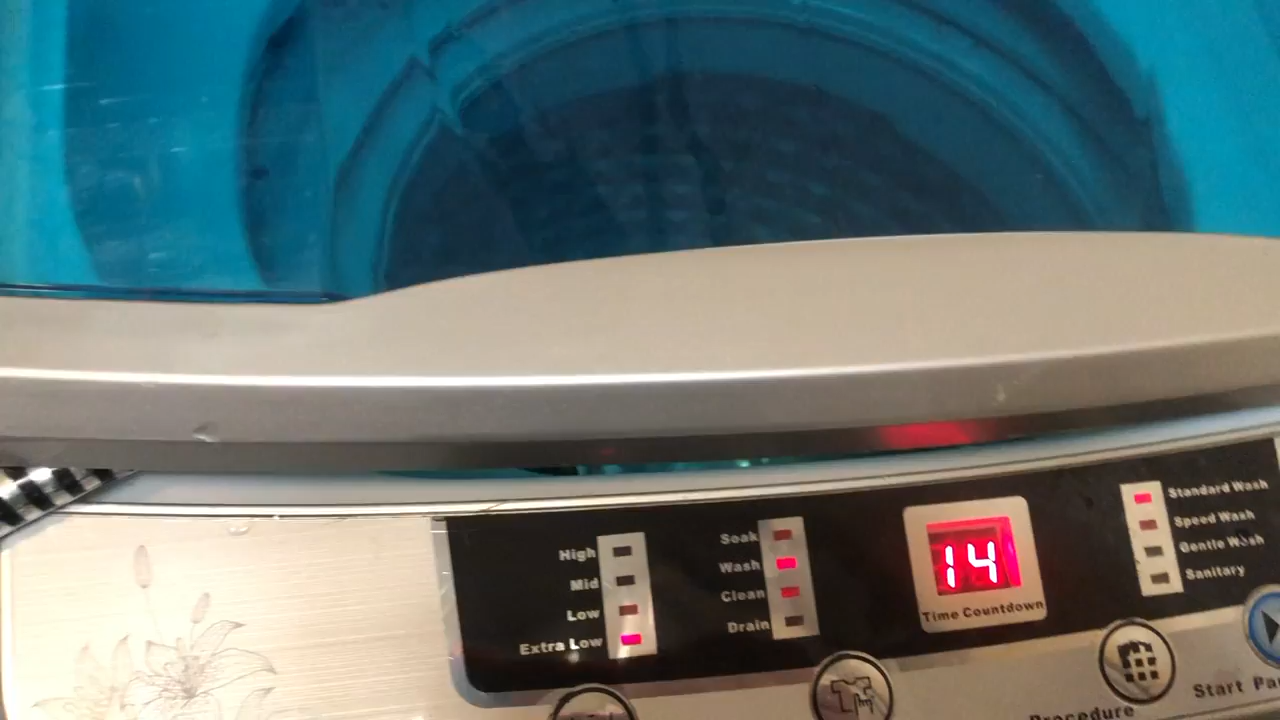 High
Mid
Low
Extra Low
Soak
Wash
Clean
Drain
14
Time Countdown
Standard Wash
Speed Wash
Gentle Wash
Sanitary
Procedure
Start